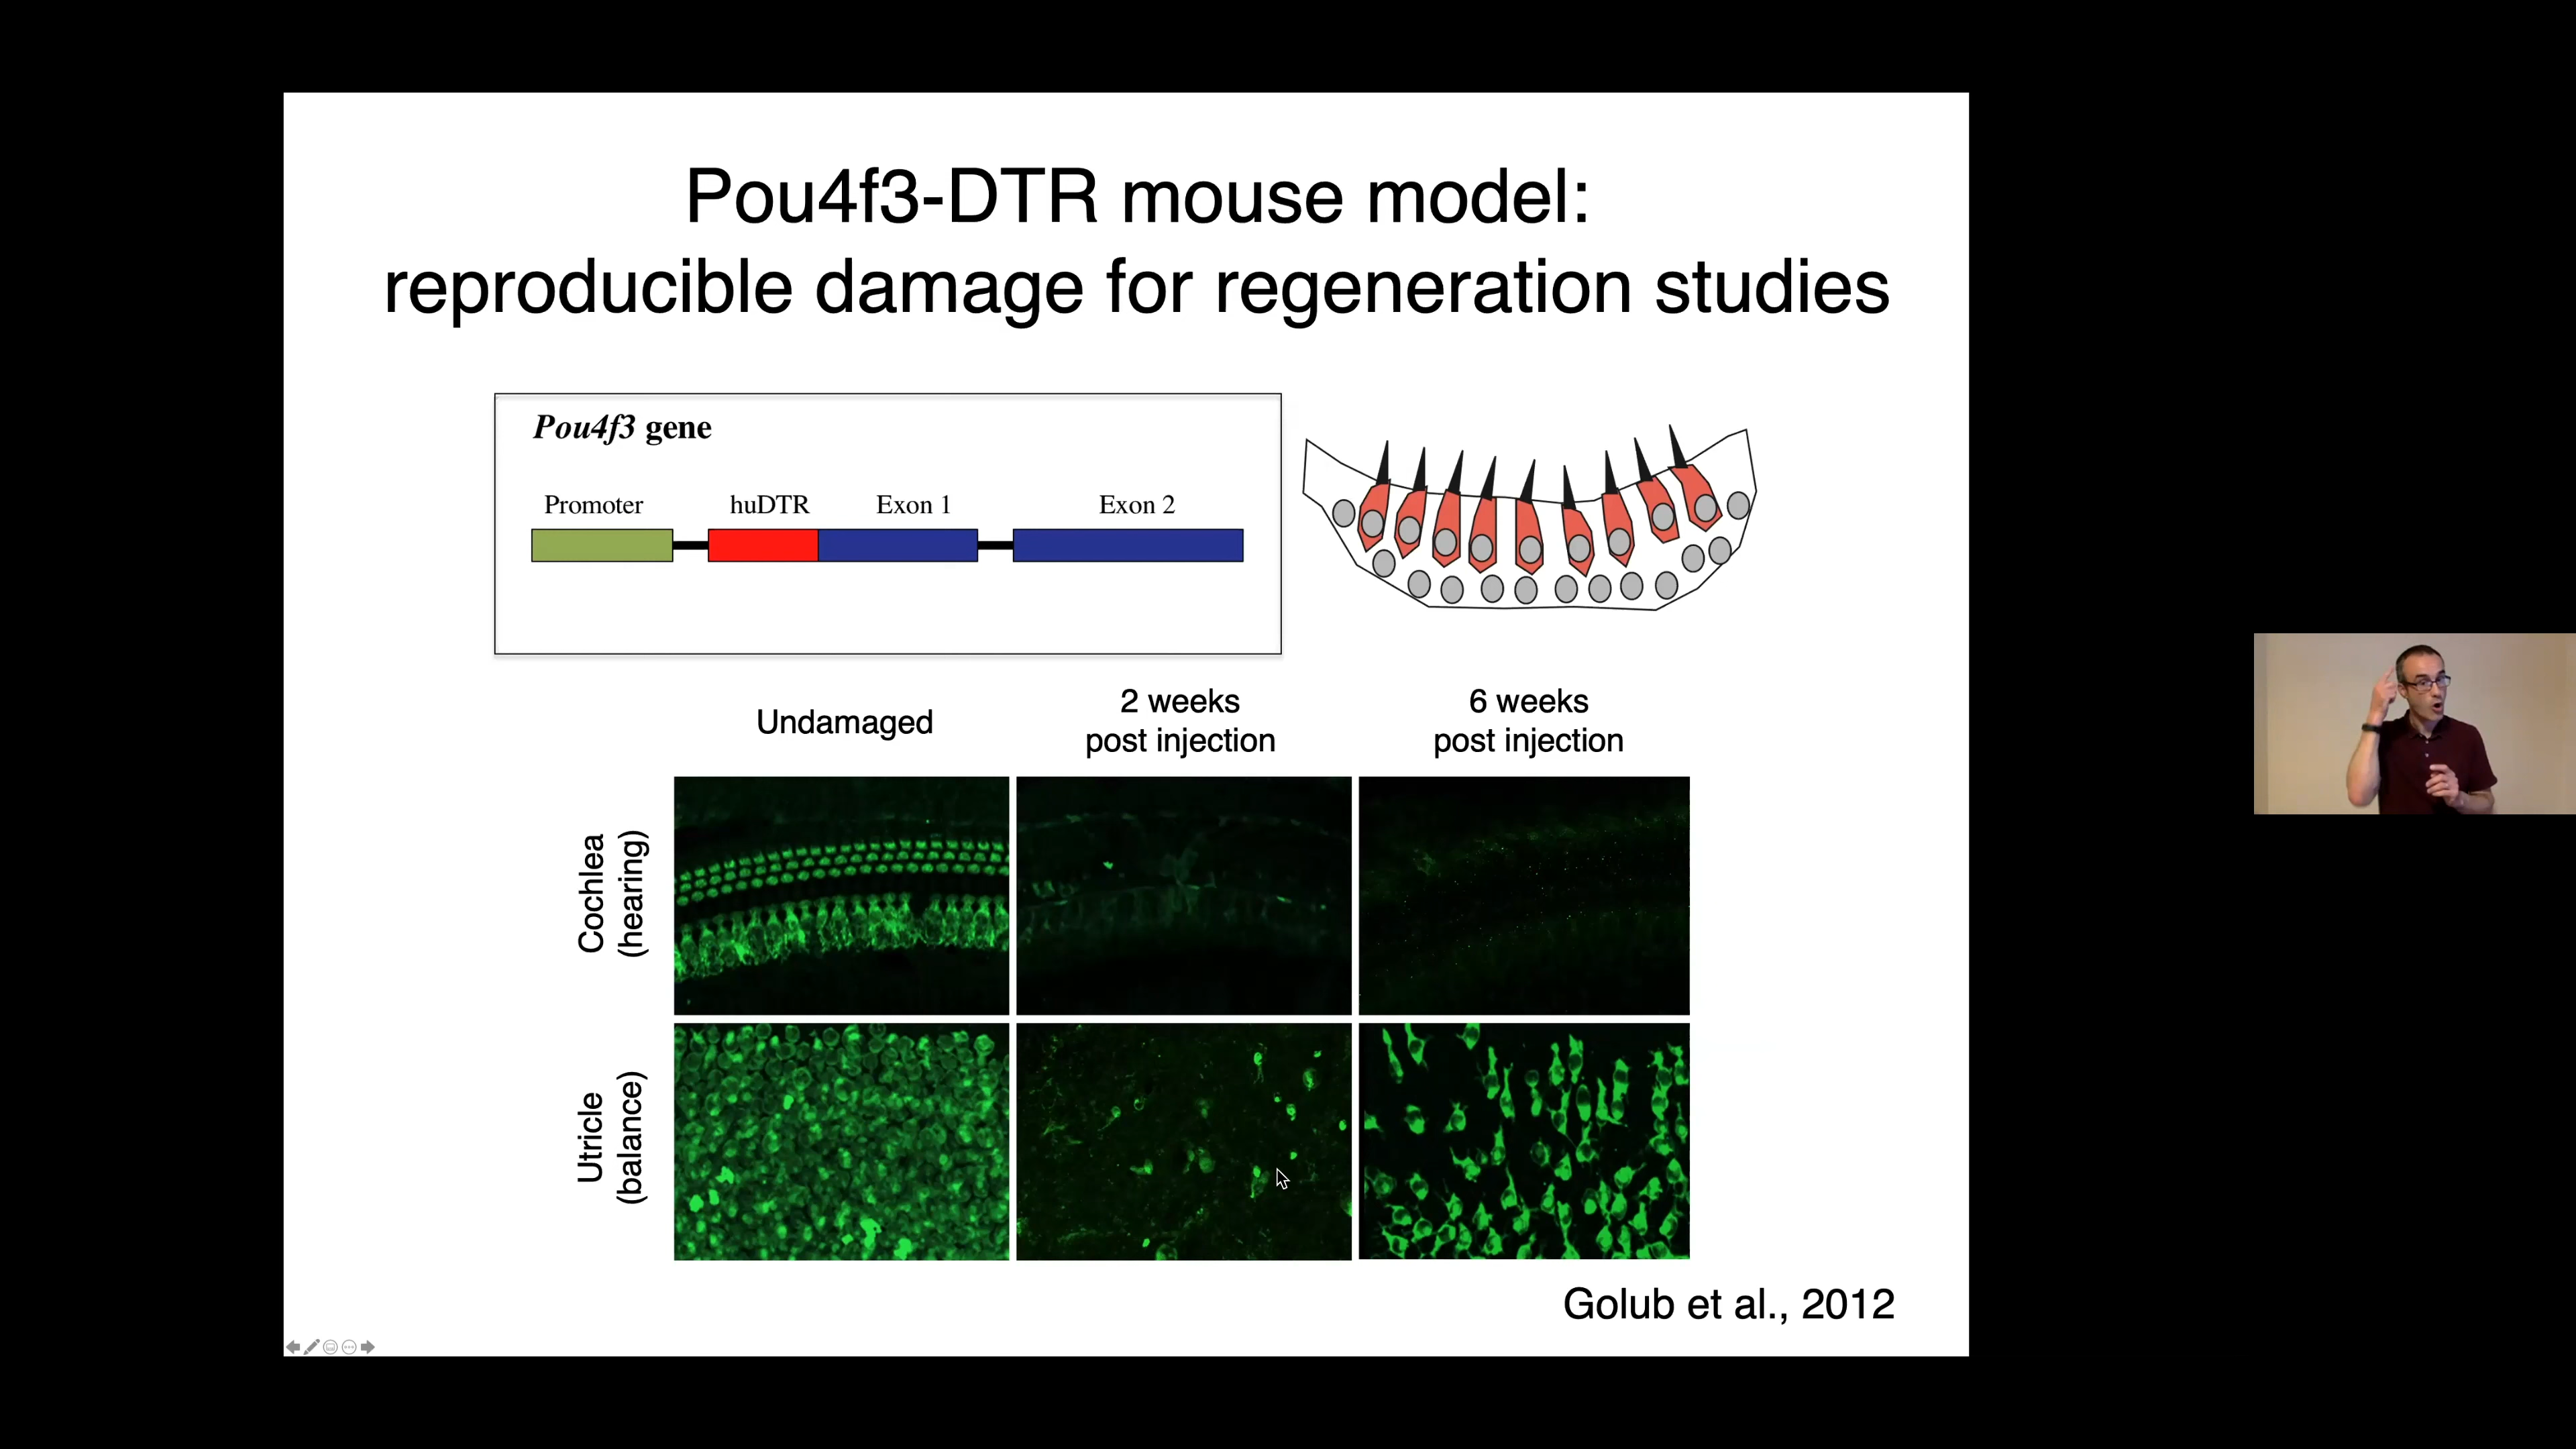 Pou4f3-DTR mouse model:
reproducible damage for regeneration studies
Pou4f3 gene
Promoter
huDTR
Exon 1
Exon 2
Undamaged
2 weeks
post injection
6 weeks
post injection
Cochlea
(hearing)
Utricle
(balance)
Golub et al., 2012